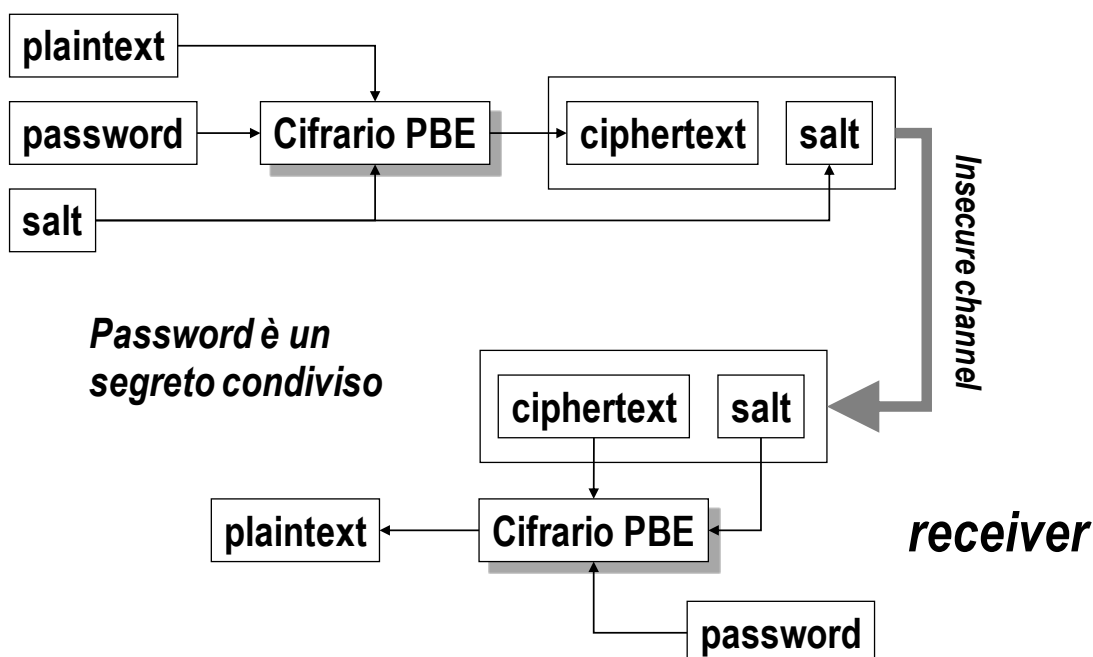 plaintext
password
Cifrario PBE
ciphertext
salt
salt
Insecure channel
Password è un
segreto condiviso
ciphertext
salt
plaintext
Cifrario PBE
receiver
password